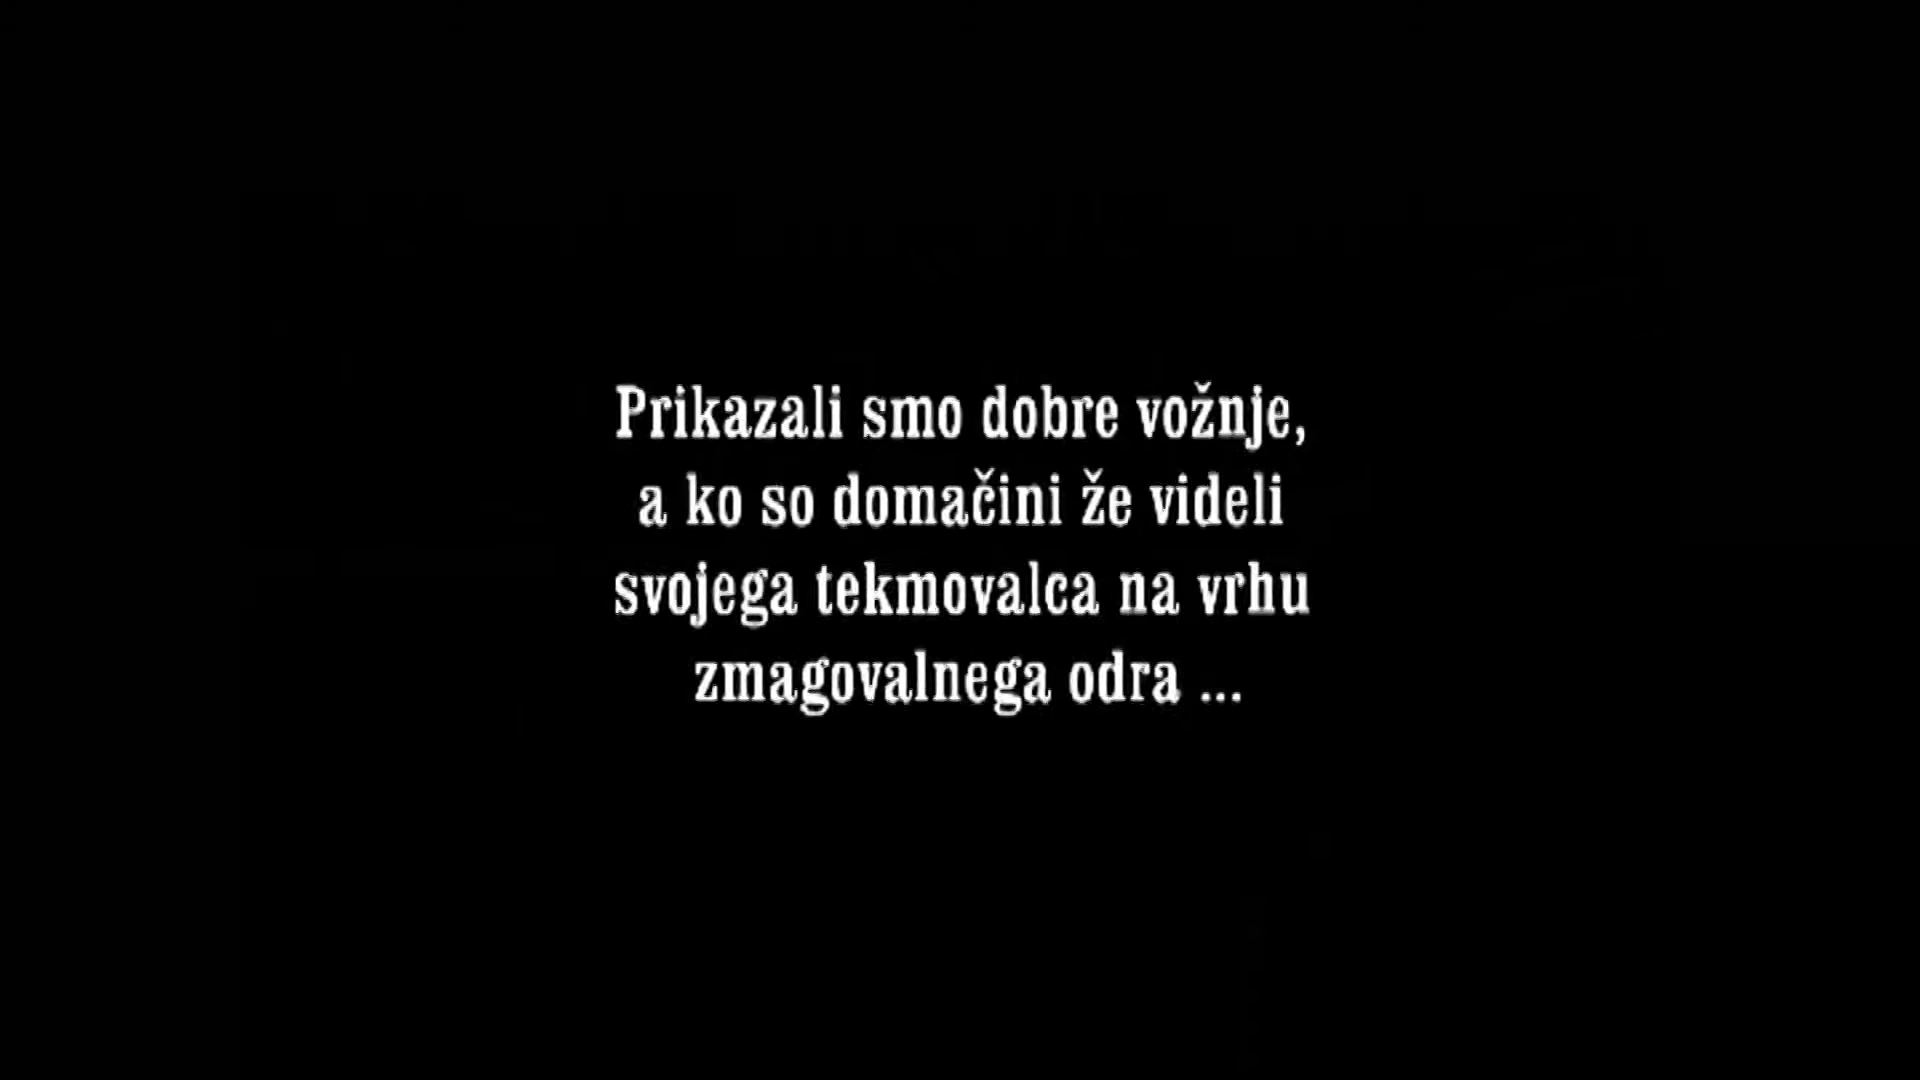 Prikazali smo dobre vožnje,
a ko so domačini že videli
svojega tekmovalca na vrhu
zmagovalnega odra ...